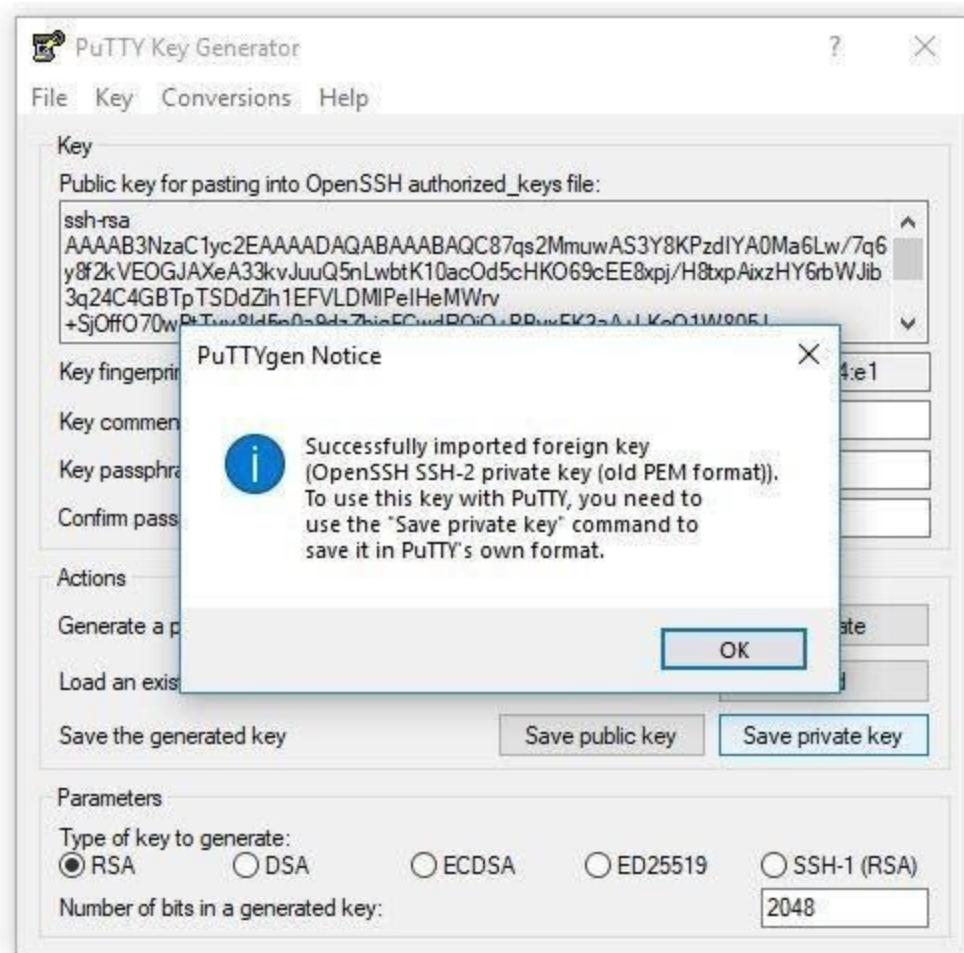 PuTTY Key Generator
?
File Key Conversions Help
Key
Public key for pasting into OpenSSH authorized_keys file:
ssh-rsa
AAAAB3NzaC1yc2EAAAADAQABAAABAQC87qs2MmuwAS3Y8KPzdIYA0Ma6Lw/7q6
y8f2kVEOGJAXeA33kvJuuQ5nLwbtK10acOd5cHKO69cEE8xpj/H8txpAixzHY6rbWJib
3q24C4GBTpTSDdZih1EFVLDMIPeIHeMWrv
Key fingerprin
4:e1
Key commen
Key passphra
Confirm pass
PuTTYgen Notice
Successfully imported foreign key
(OpenSSH SSH-2 private key (old PEM format)).
To use this key with PuTTY, you need to
use the "Save private key" command to
save it in PuTTY's own format.
OK
Actions
Generate a p
ate
Load an exis
Save the generated key Save public key Save private key
Parameters
Type of key to generate:
RSA DSA ECDSA ED25519 SSH-1 (RSA)
Number of bits in a generated key: 2048